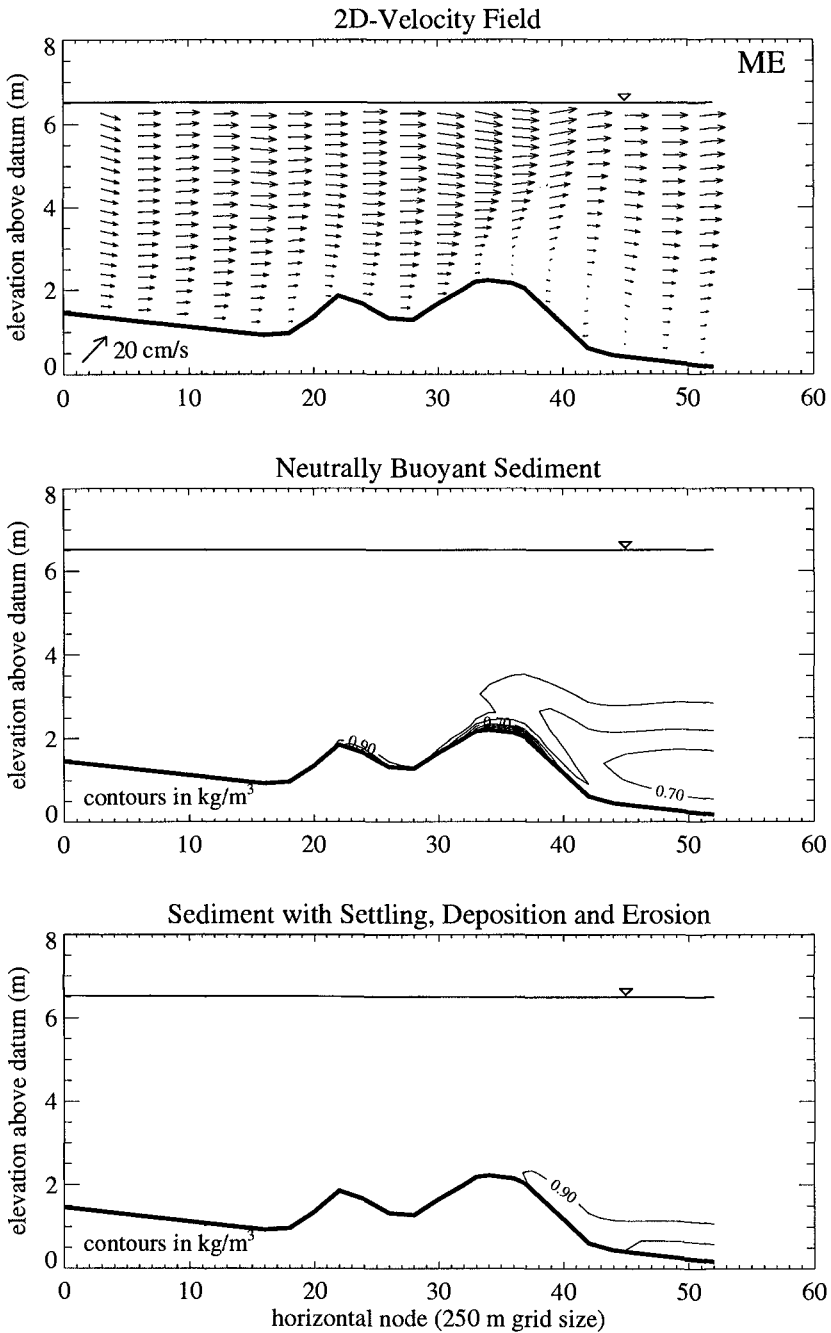 2D-Velocity Field
8
6
4
2
0
elevation above datum (m)
ME
20 cm/s
0 10 20 30 40 50 60
Neutrally Buoyant Sediment
8
6
4
2
0
elevation above datum (m)
0.90
0.70
0.70
contours in kg/m³
0 10 20 30 40 50 60
Sediment with Settling, Deposition and Erosion
8
6
4
2
0
elevation above datum (m)
0.90
contours in kg/m³
0 10 20 30 40 50 60
horizontal node (250 m grid size)